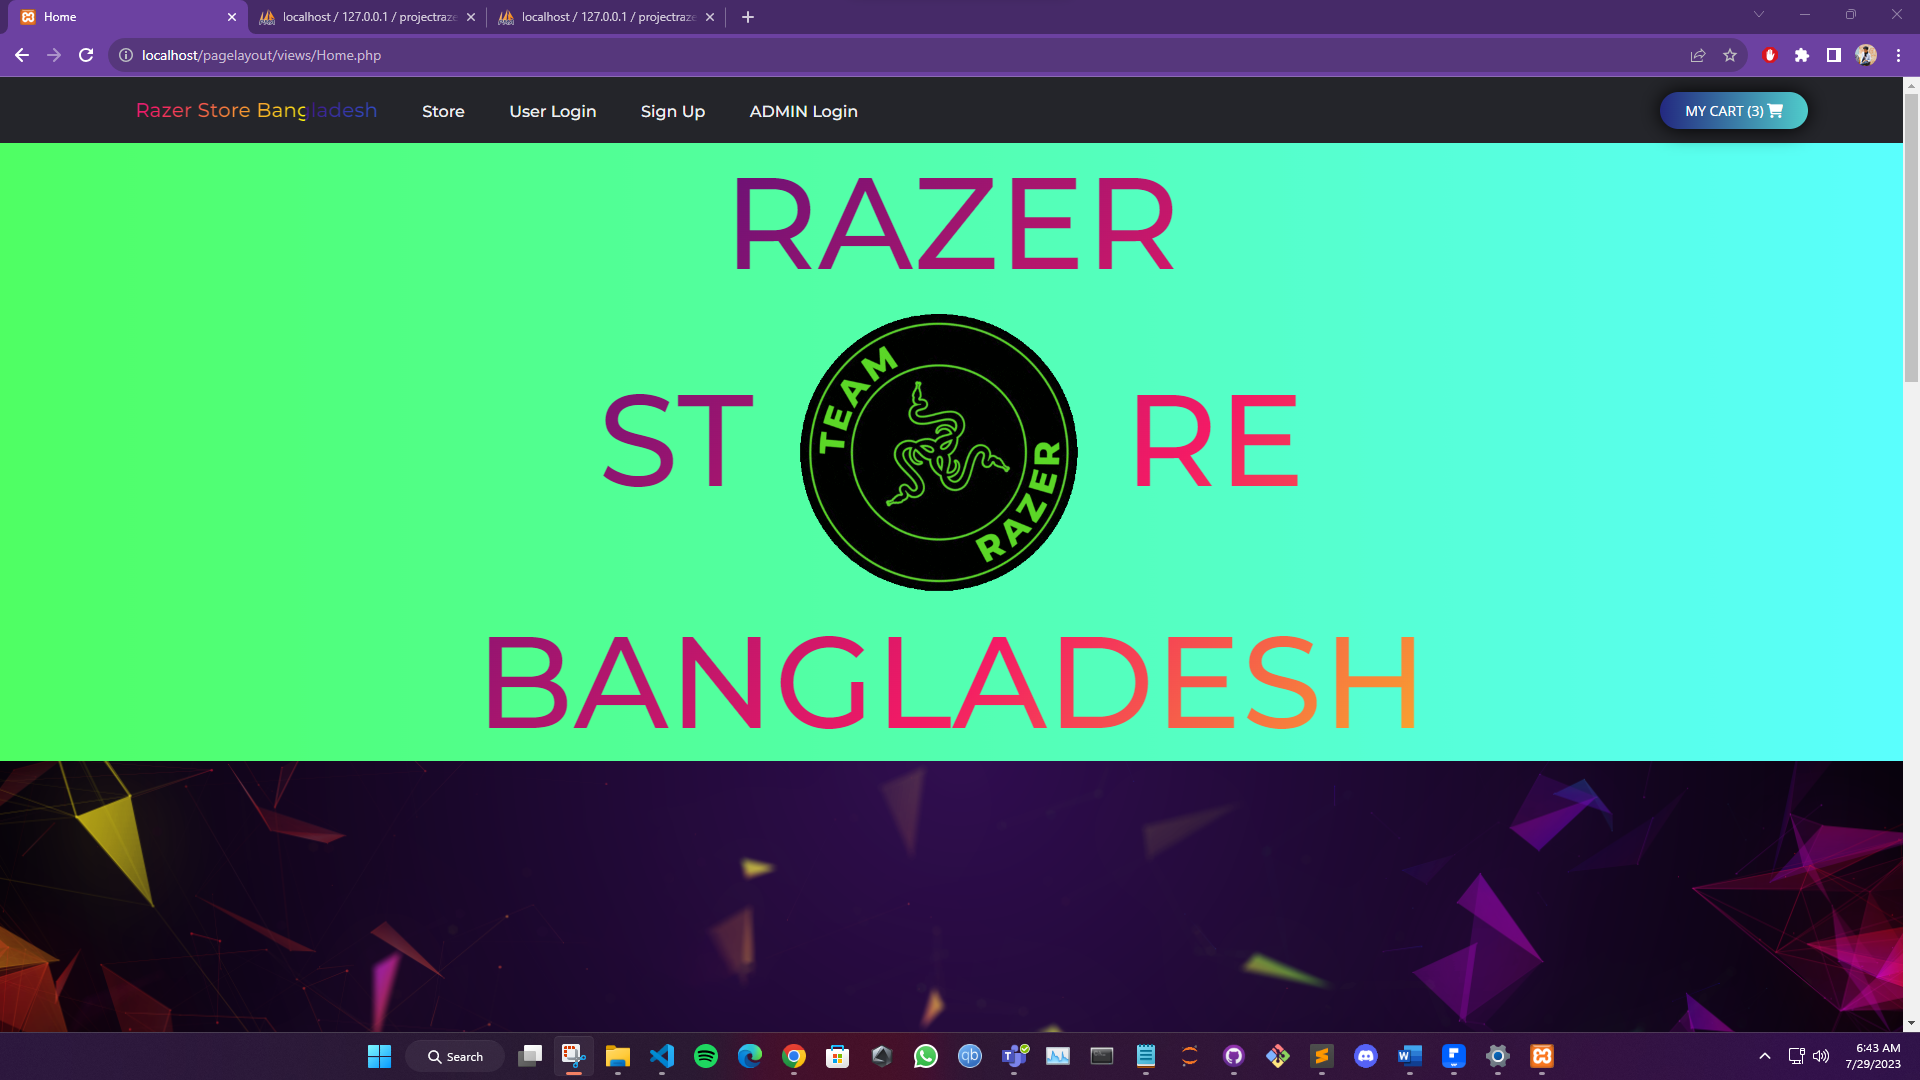 Home
localhost / 127.0.0.1 / projectraze
localhost / 127.0.0.1 / projectraze
localhost/pagelayout/views/Home.php
Razer Store Bangladesh
Store
User Login
Sign Up
ADMIN Login
MY CART (3)
RAZER
ST
TEAM
RAZER
RE
BANGLADESH
Search
6:43 AM
7/29/2023